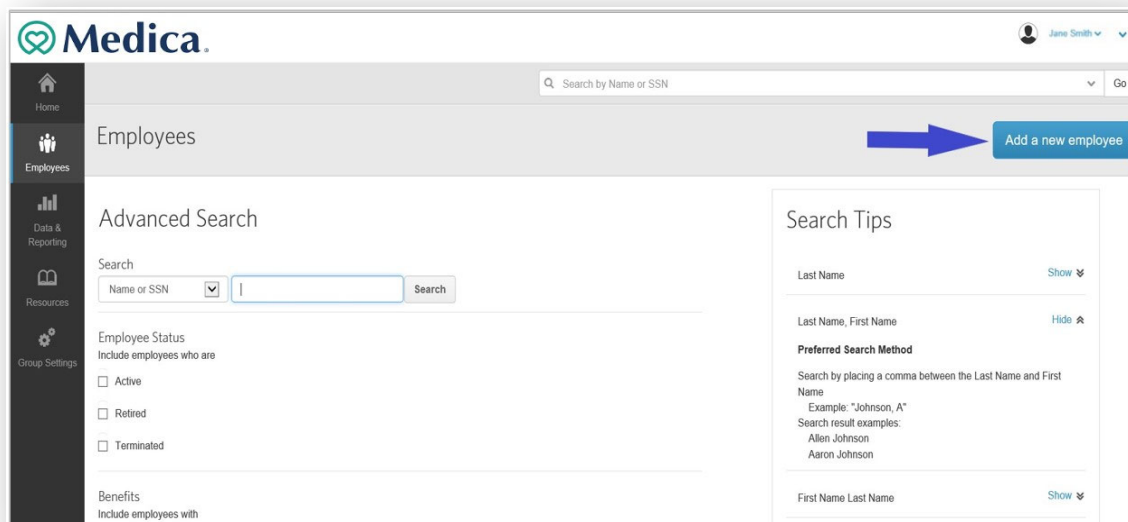 Medica.
Jane Smith
Search by Name or SSN
Go
Home
Employees
Data &
Reporting
Resources
Group Settings
Employees
Add a new employee
Advanced Search
Search
Name or SSN
Search
Employee Status
Include employees who are
Active
Retired
Terminated
Benefits
Include employees with
Search Tips
Last Name
Show
Last Name, First Name
Hide
Preferred Search Method
Search by placing a comma between the Last Name and First
Name
Example: "Johnson, A"
Search result examples:
Allen Johnson
Aaron Johnson
First Name Last Name
Show